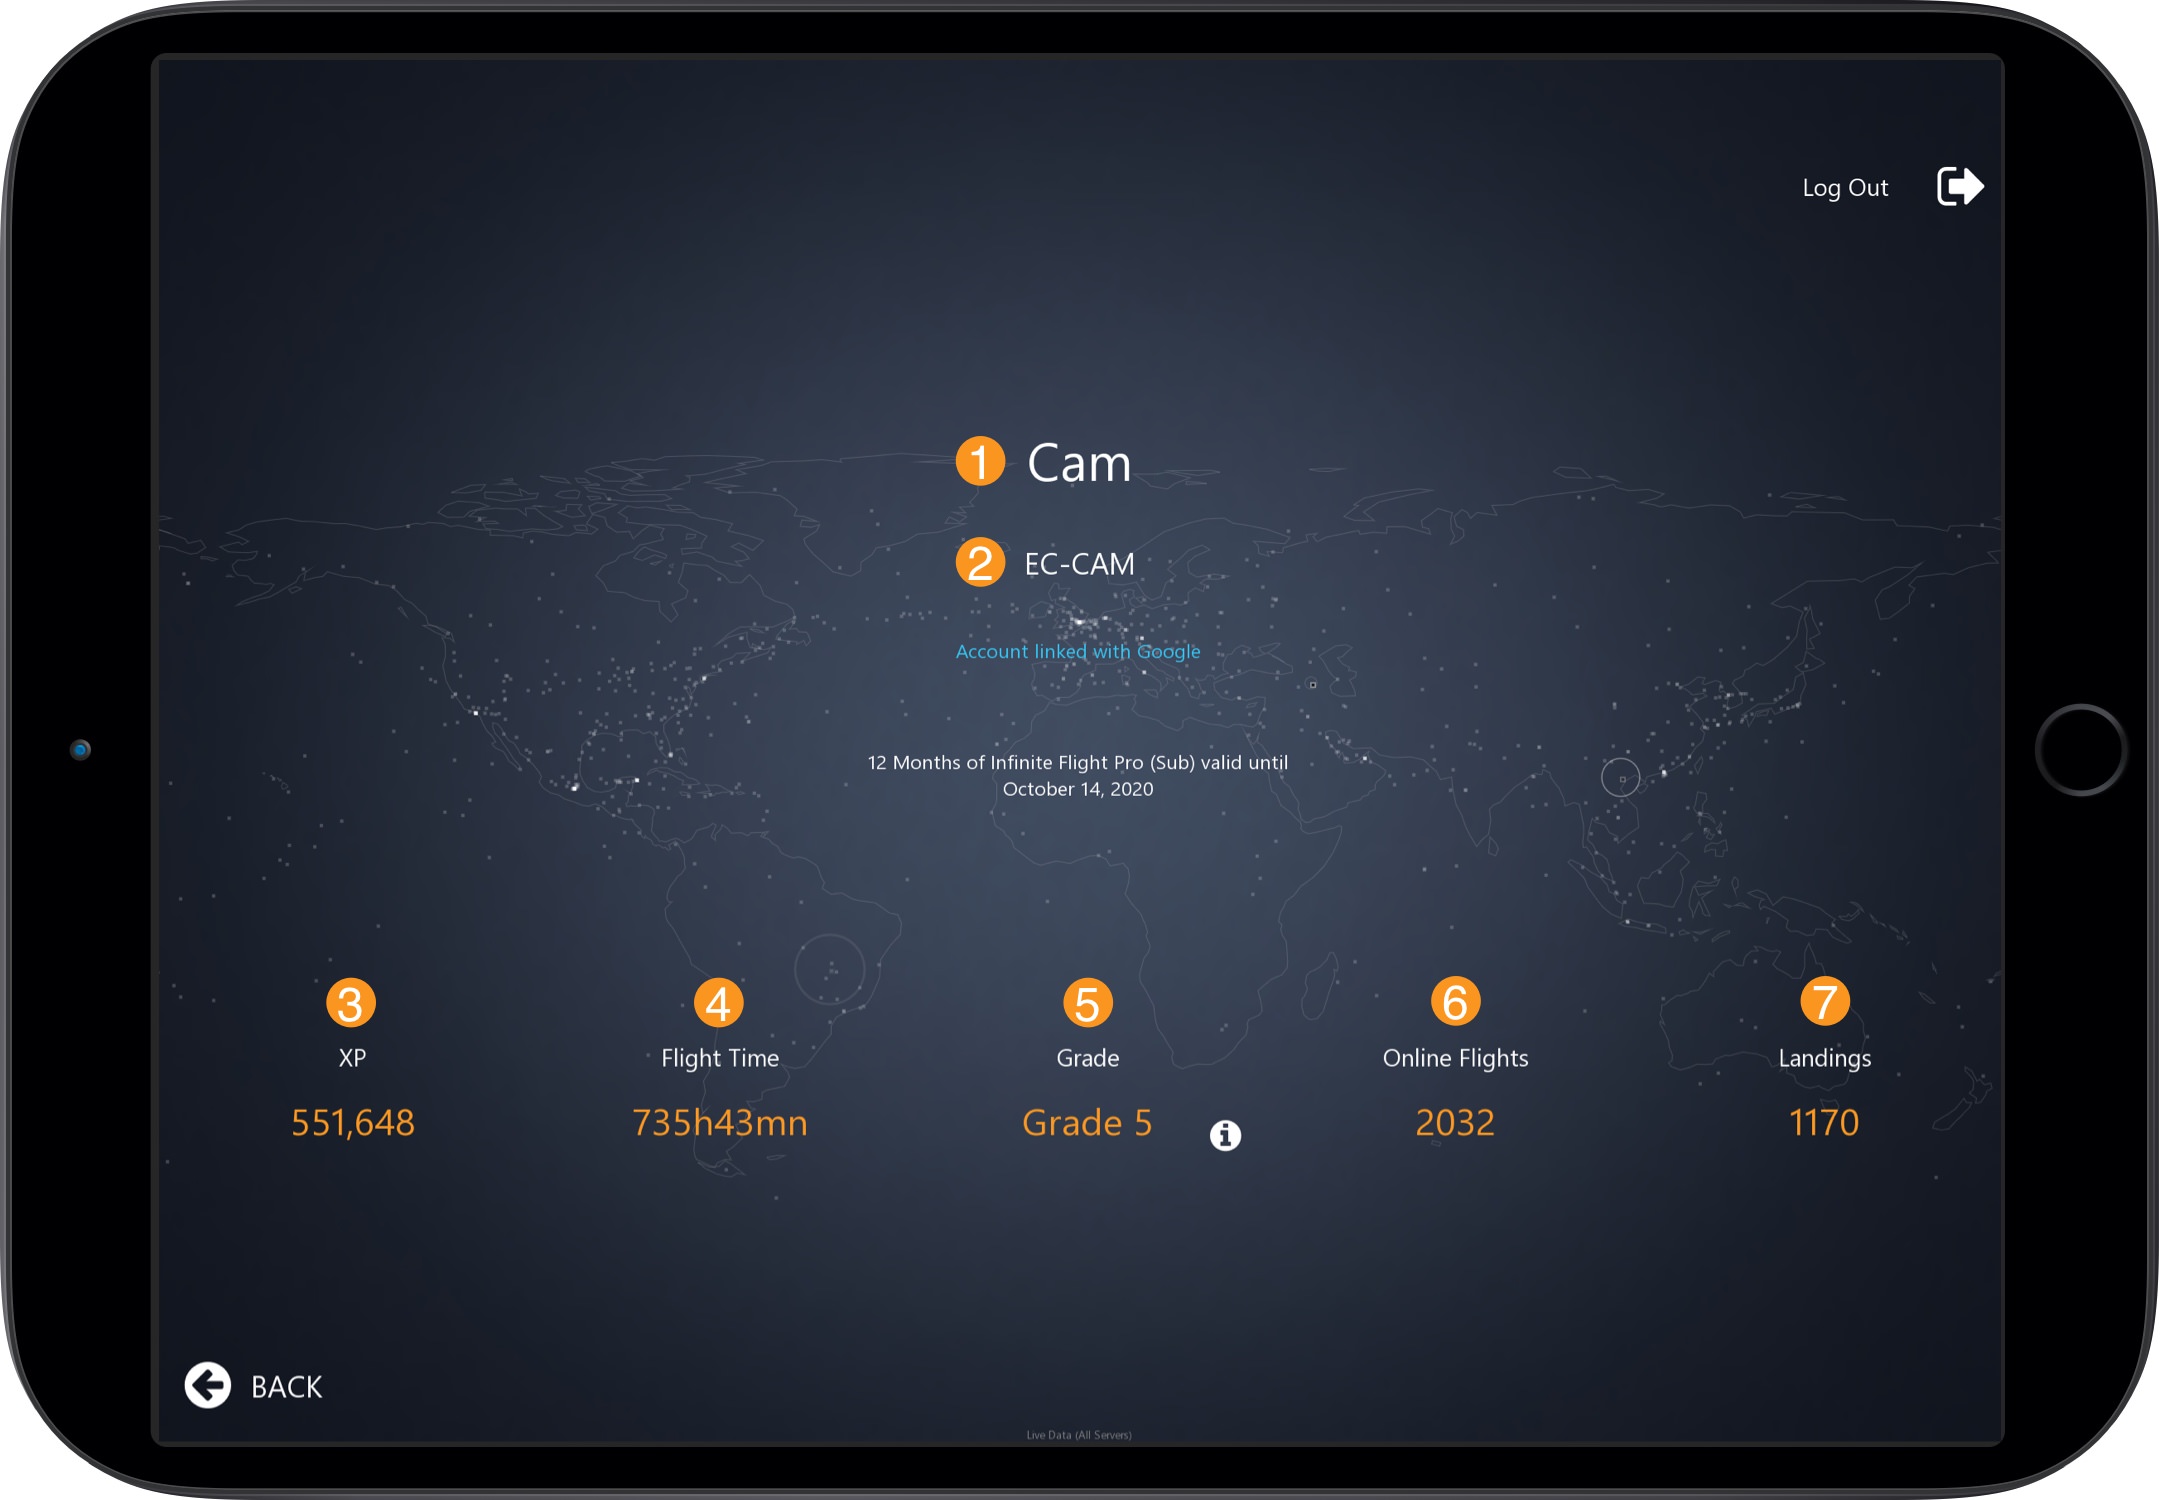 Log Out
1 Cam
2 EC-CAM
Account linked with Google
12 Months of Infinite Flight Pro (Sub) valid until
October 14, 2020
3 4 5 6 7
XP Flight Time Grade Online Flights Landings
551,648 735h43mn Grade 5 i 2032 1170
BACK
Live Data (All Servers)